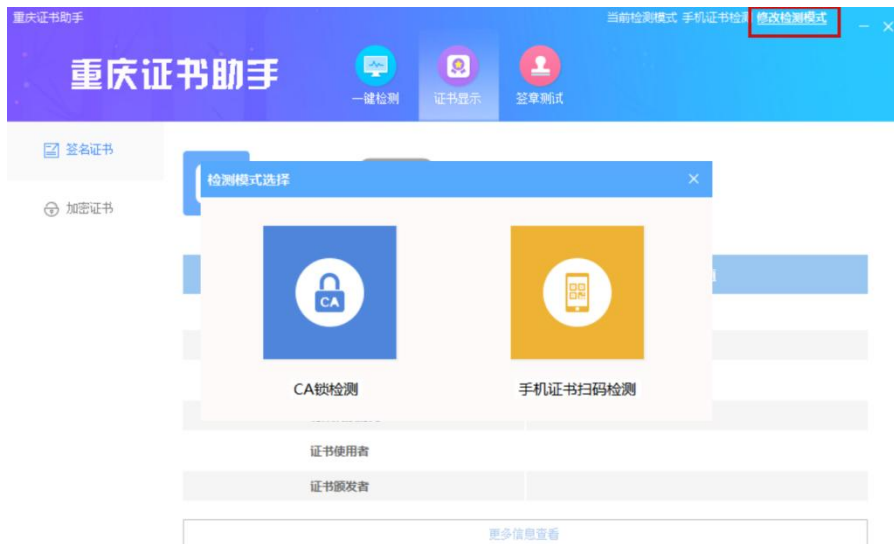 重庆证书助手
当前检测模式 手机证书检测 修改检测模式
重庆证书助手
一键检测
证书显示
签章测试
签名证书
加密证书
检测模式选择
CA
CA锁检测
手机证书扫码检测
证书使用者
证书颁发者
更多信息查看